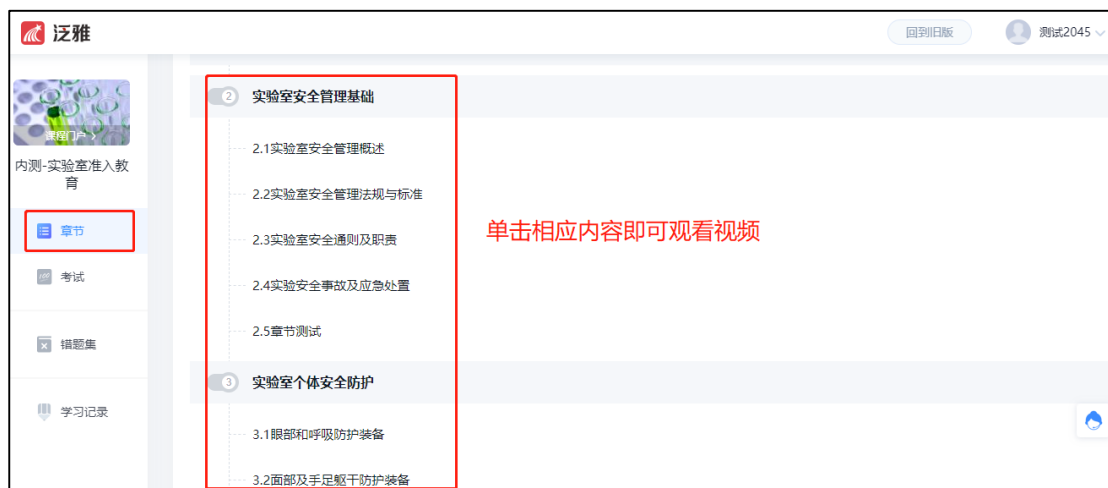 泛雅
回到旧版
测试2045
课程门户
内测-实验室准入教
育
章节
考试
错题集
学习记录
2
实验室安全管理基础
2.1实验室安全管理概述
2.2实验室安全管理法规与标准
2.3实验室安全通则及职责
2.4实验安全事故及应急处置
2.5章节测试
3
实验室个体安全防护
3.1眼部和呼吸防护装备
3.2面部及手足躯干防护装备
单击相应内容即可观看视频